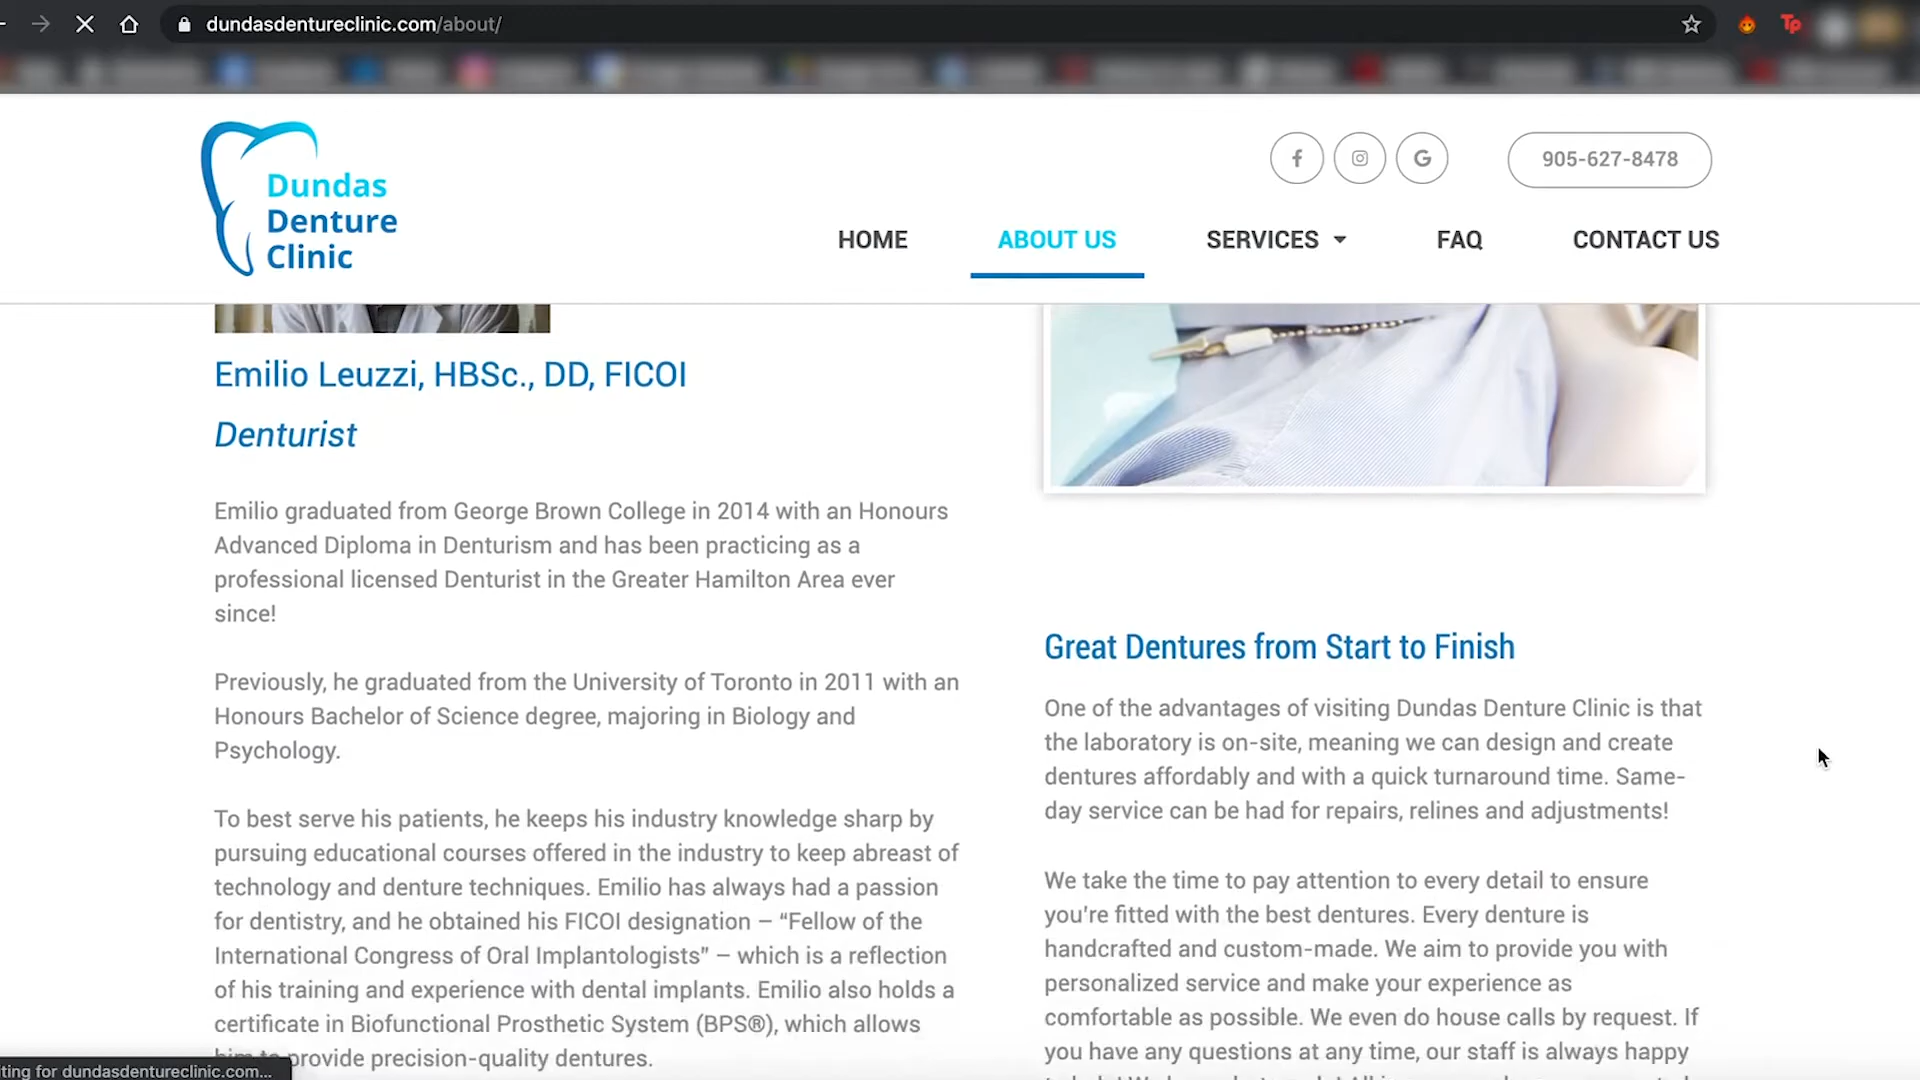 dundasdentureclinic.com/about/
Tp
Dundas
Denture
Clinic
905-627-8478
HOME
ABOUT US
SERVICES
FAQ
CONTACT US
Emilio Leuzzi, HBSc., DD, FICOI
Denturist
Emilio graduated from George Brown College in 2014 with an Honours
Advanced Diploma in Denturism and has been practicing as a
professional licensed Denturist in the Greater Hamilton Area ever
since!
Previously, he graduated from the University of Toronto in 2011 with an
Honours Bachelor of Science degree, majoring in Biology and
Psychology.
To best serve his patients, he keeps his industry knowledge sharp by
pursuing educational courses offered in the industry to keep abreast of
technology and denture techniques. Emilio has always had a passion
for dentistry, and he obtained his FICOI designation – “Fellow of the
International Congress of Oral Implantologists” – which is a reflection
of his training and experience with dental implants. Emilio also holds a
certificate in Biofunctional Prosthetic System (BPS®), which allows
him to provide precision-quality dentures.
Great Dentures from Start to Finish
One of the advantages of visiting Dundas Denture Clinic is that
the laboratory is on-site, meaning we can design and create
dentures affordably and with a quick turnaround time. Same-
day service can be had for repairs, relines and adjustments!
We take the time to pay attention to every detail to ensure
you're fitted with the best dentures. Every denture is
handcrafted and custom-made. We aim to provide you with
personalized service and make your experience as
comfortable as possible. We even do house calls by request. If
you have any questions at any time, our staff is always happy
iting for dundasdentureclinic.com...